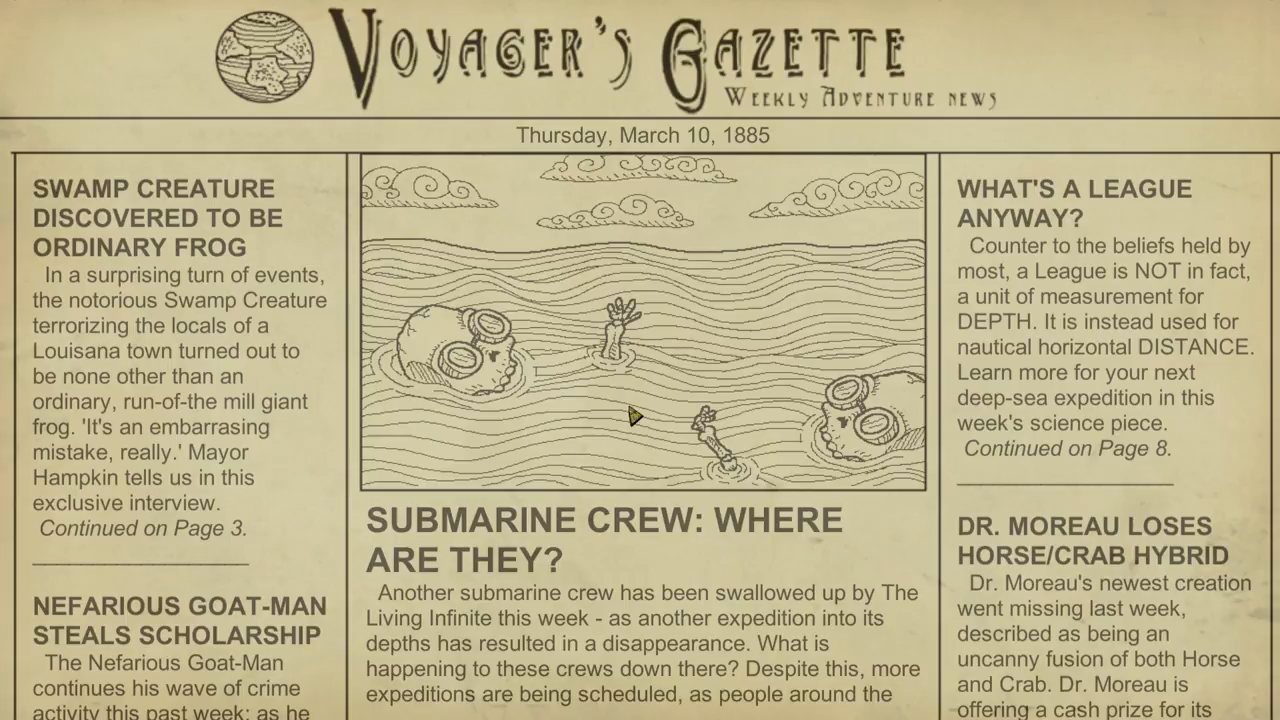 VOYAGER'S GAZETTE
WEEKLY ADVENTURE NEWS
Thursday, March 10, 1885
SWAMP CREATURE
DISCOVERED TO BE
ORDINARY FROG
In a surprising turn of events,
the notorious Swamp Creature
terrorizing the locals of a
Louisana town turned out to
be none other than an
ordinary, run-of-the mill giant
frog. 'It's an embarrasing
mistake, really.' Mayor
Hampkin tells us in this
exclusive interview.
Continued on Page 3.
NEFARIOUS GOAT-MAN
STEALS SCHOLARSHIP
The Nefarious Goat-Man
continues his wave of crime
activity this past week; as he
SUBMARINE CREW: WHERE
ARE THEY?
Another submarine crew has been swallowed up by The
Living Infinite this week - as another expedition into its
depths has resulted in a disappearance. What is
happening to these crews down there? Despite this, more
expeditions are being scheduled, as people around the
WHAT'S A LEAGUE
ANYWAY?
Counter to the beliefs held by
most, a League is NOT in fact,
a unit of measurement for
DEPTH. It is instead used for
nautical horizontal DISTANCE.
Learn more for your next
deep-sea expedition in this
week's science piece.
Continued on Page 8.
DR. MOREAU LOSES
HORSE/CRAB HYBRID
Dr. Moreau's newest creation
went missing last week,
described as being an
uncanny fusion of both Horse
and Crab. Dr. Moreau is
offering a cash prize for its